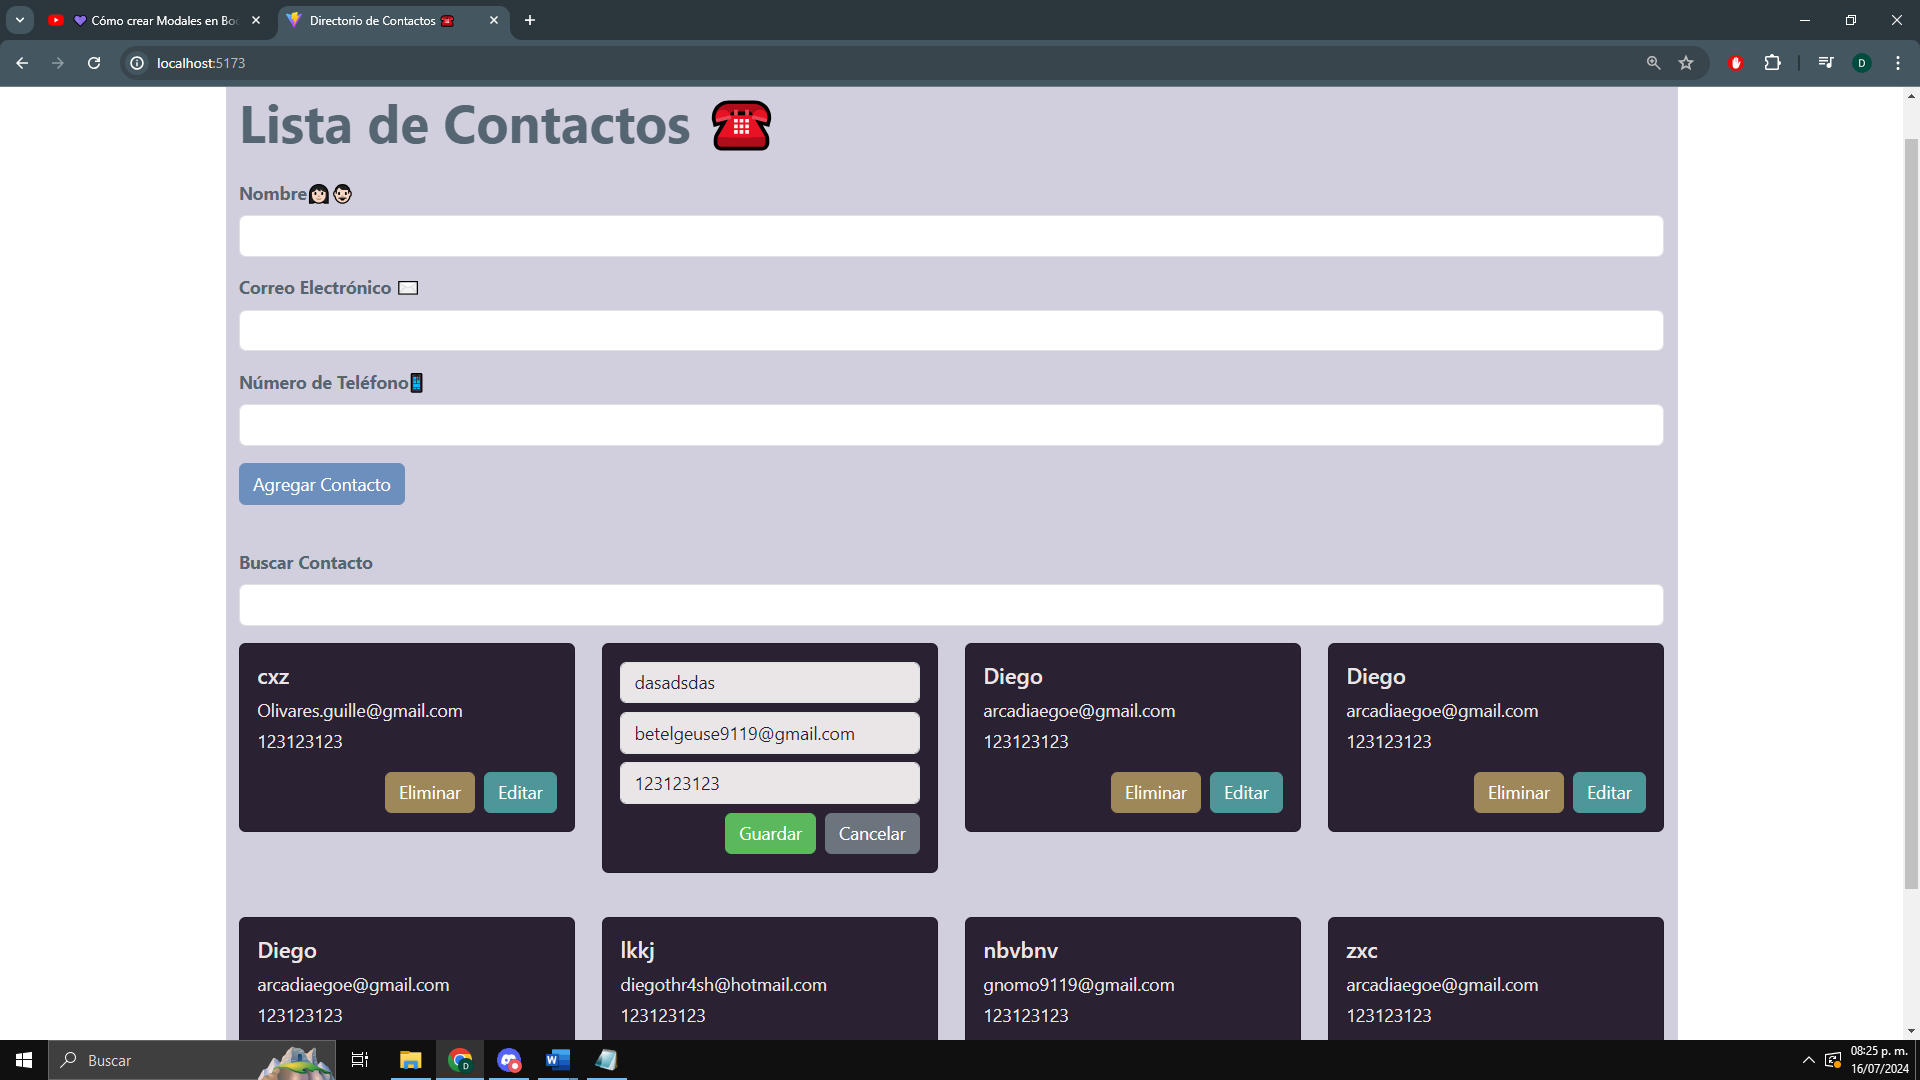 Cómo crear Modales en Boo
Directorio de Contactos
localhost:5173
D
Lista de Contactos
Nombre
Correo Electrónico
Número de Teléfono
Agregar Contacto
Buscar Contacto
cxz
Olivares.guille@gmail.com
123123123
Eliminar Editar
dasadsdas
betelgeuse9119@gmail.com
123123123
Guardar Cancelar
Diego
arcadiaegoe@gmail.com
123123123
Eliminar Editar
Diego
arcadiaegoe@gmail.com
123123123
Eliminar Editar
Diego
arcadiaegoe@gmail.com
123123123
lkkj
diegothr4sh@hotmail.com
123123123
nbvbnv
gnomo9119@gmail.com
123123123
zxc
arcadiaegoe@gmail.com
123123123
Buscar
08:25 p. m.
16/07/2024